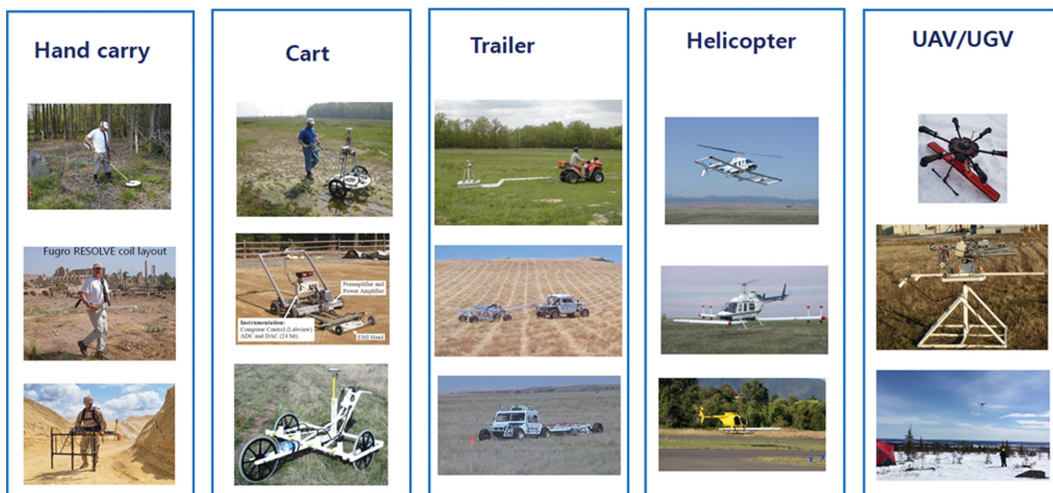 Hand carry
Cart
Trailer
Helicopter
UAV/UGV
Fugro RESOLVE coil layout
Preamplifier and
Power Amplifier
Instrumentation:
Computer Control (Labview)
ADC and DAC (24 bit)
EMI Head